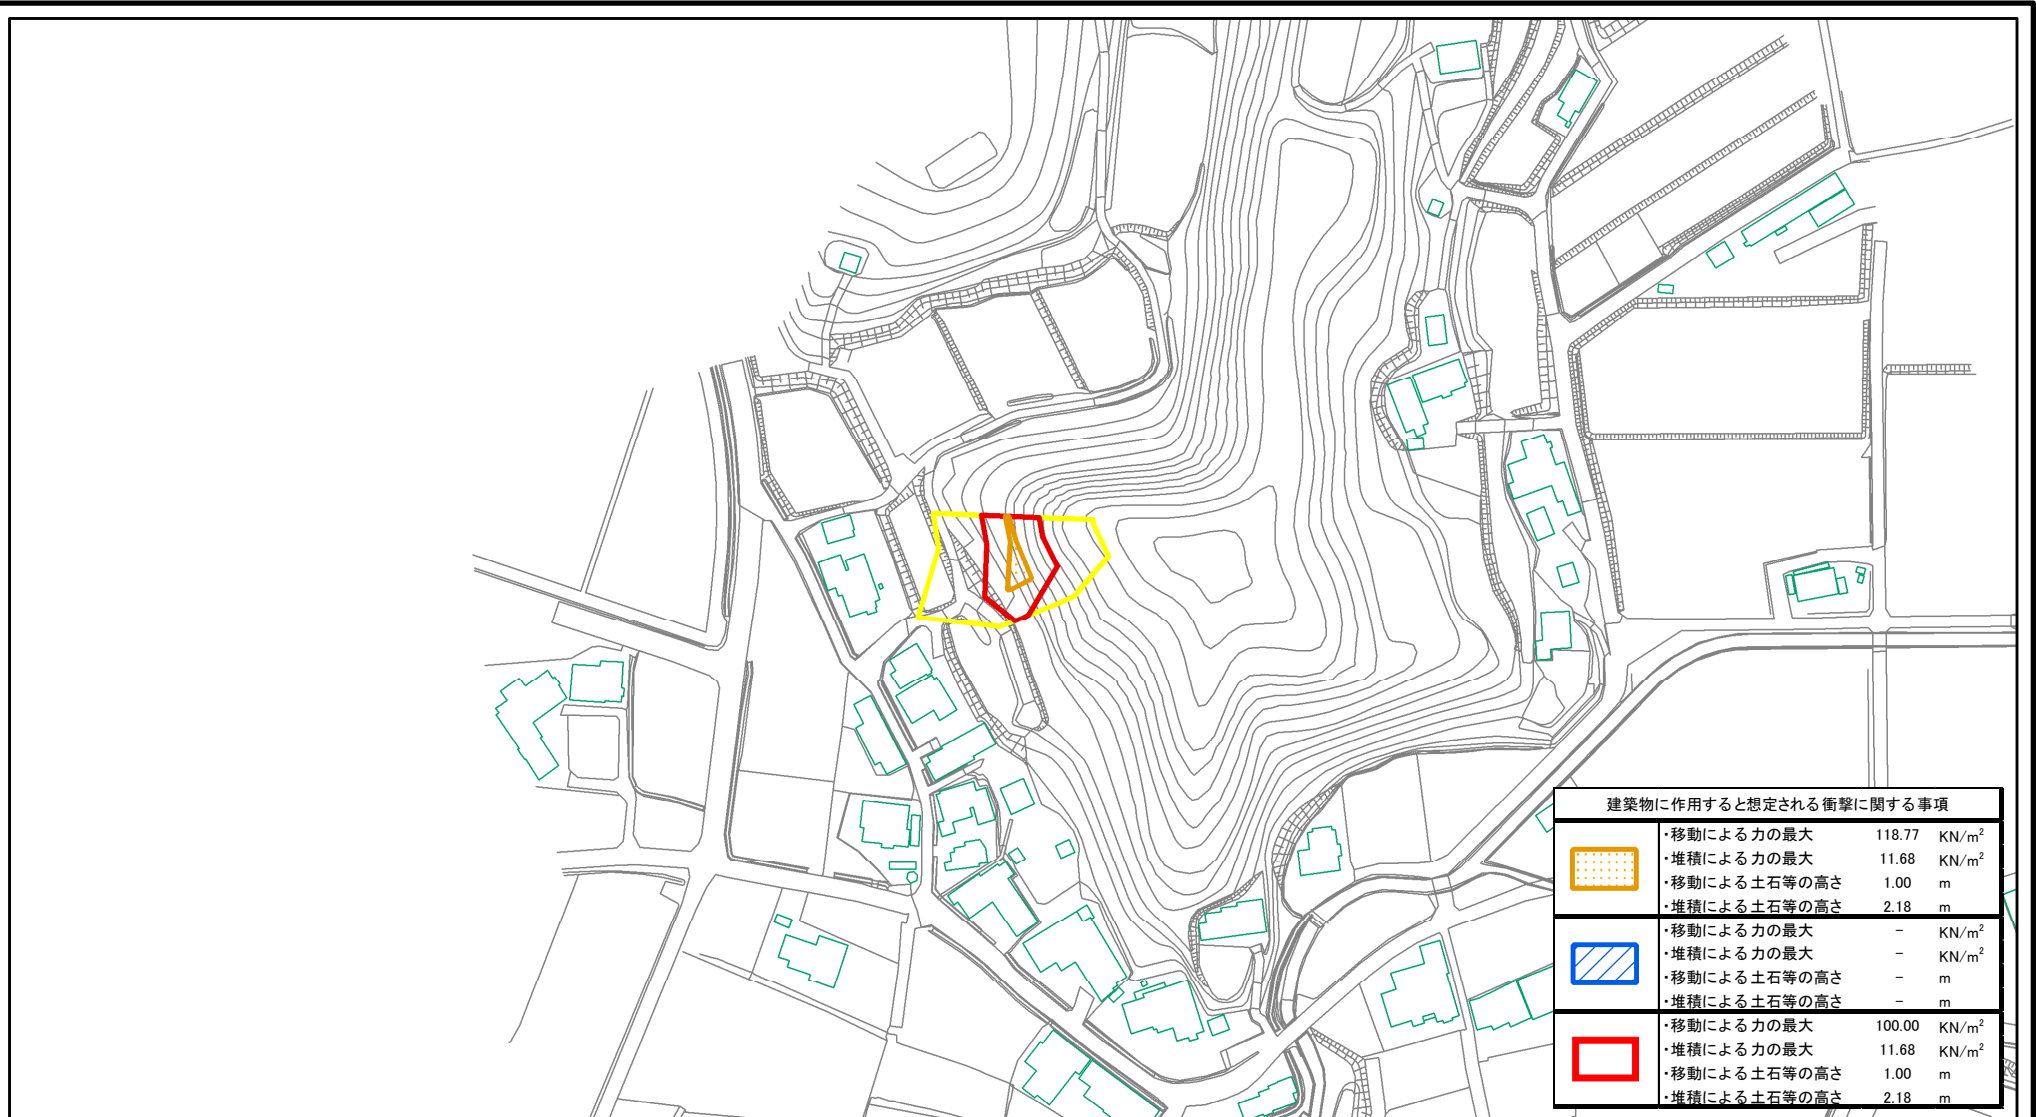 建築物に作用すると想定される衝撃に関する事項
・移動による力の最大 118.77 KN/m²
・堆積による力の最大 11.68 KN/m²
・移動による土石等の高さ 1.00 m
・堆積による土石等の高さ 2.18 m
・移動による力の最大 - KN/m²
・堆積による力の最大 - KN/m²
・移動による土石等の高さ - m
・堆積による土石等の高さ - m
・移動による力の最大 100.00 KN/m²
・堆積による力の最大 11.68 KN/m²
・移動による土石等の高さ 1.00 m
・堆積による土石等の高さ 2.18 m